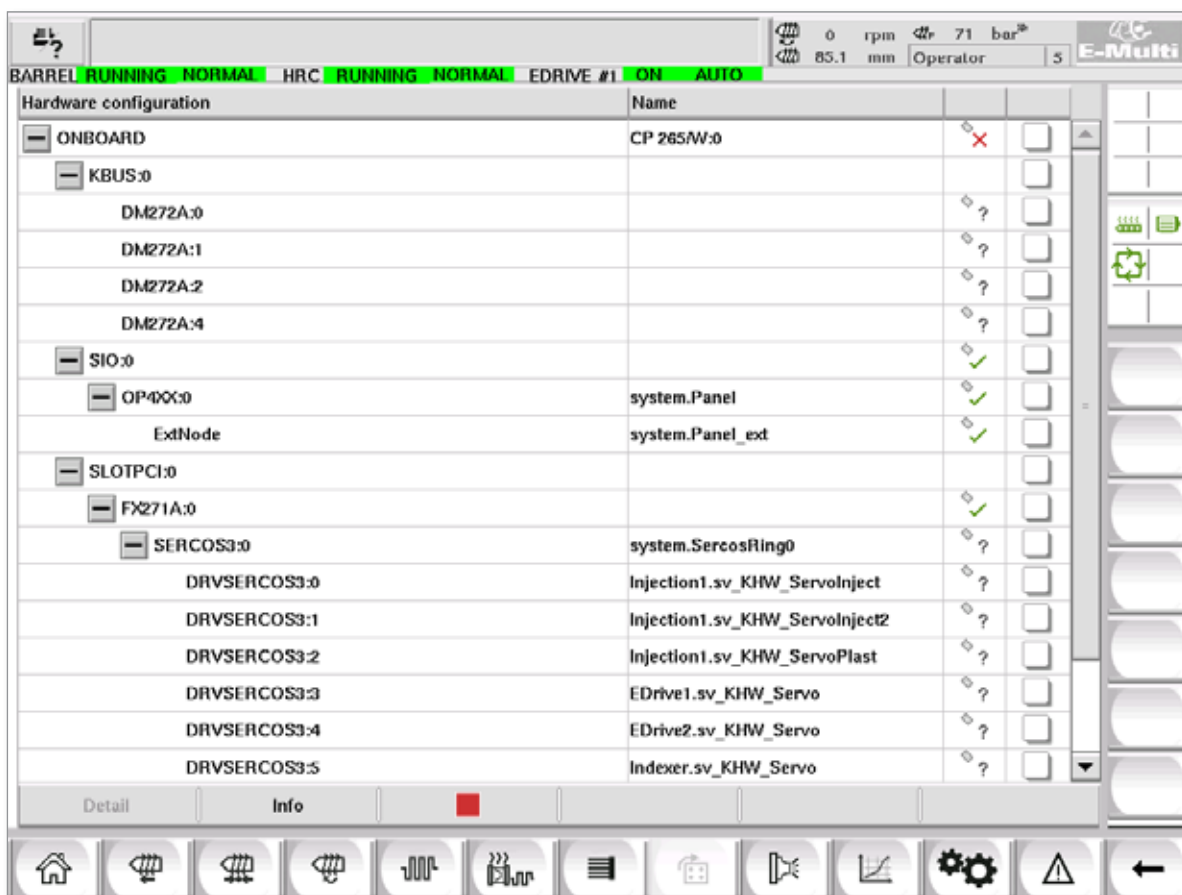 0 rpm 71 bar
E-Multi
85.1 mm Operator 5
BARREL RUNNING NORMAL HRC RUNNING NORMAL EDRIVE #1 ON AUTO
Hardware configuration Name
ONBOARD CP 265/W:0
KBUS:0
DM272A:0 ?
DM272A:1 ?
DM272A:2 ?
DM272A:4 ?
SIO:0
OP4XX:0 system.Panel
ExtNode system.Panel_ext
SLOTPCI:0
FX271A:0
SERCOS3:0 system.SercosRing0 ?
DRVSERCOS3:0 Injection1.sv_KHW_ServoInject ?
DRVSERCOS3:1 Injection1.sv_KHW_ServoInject2 ?
DRVSERCOS3:2 Injection1.sv_KHW_ServoPlast ?
DRVSERCOS3:3 EDrive1.sv_KHW_Servo ?
DRVSERCOS3:4 EDrive2.sv_KHW_Servo ?
DRVSERCOS3:5 Indexer.sv_KHW_Servo ?
Detail Info